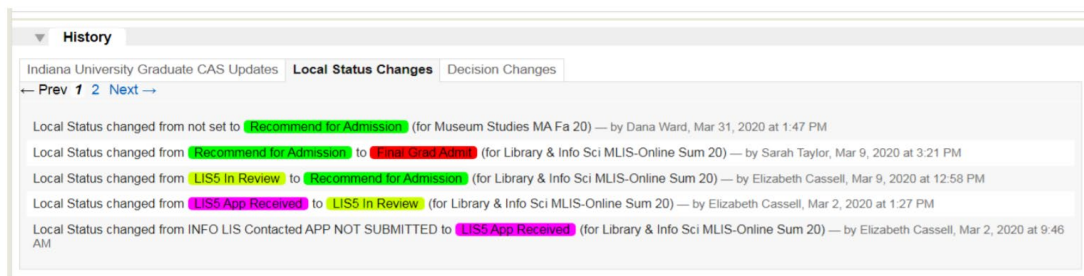 History
Indiana University Graduate CAS Updates Local Status Changes Decision Changes
← Prev 1 2 Next →
Local Status changed from not set to Recommend for Admission (for Museum Studies MA Fa 20) — by Dana Ward, Mar 31, 2020 at 1:47 PM
Local Status changed from Recommend for Admission to Final Grad Admit (for Library & Info Sci MLIS-Online Sum 20) — by Sarah Taylor, Mar 9, 2020 at 3:21 PM
Local Status changed from LIS5 In Review to Recommend for Admission (for Library & Info Sci MLIS-Online Sum 20) — by Elizabeth Cassell, Mar 9, 2020 at 12:58 PM
Local Status changed from LIS5 App Received to LIS5 In Review (for Library & Info Sci MLIS-Online Sum 20) — by Elizabeth Cassell, Mar 2, 2020 at 1:27 PM
Local Status changed from INFO LIS Contacted APP NOT SUBMITTED to LIS5 App Received (for Library & Info Sci MLIS-Online Sum 20) — by Elizabeth Cassell, Mar 2, 2020 at 9:46
AM